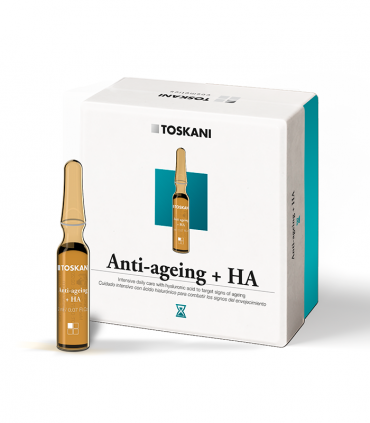 TOSKANI
TOSKANI
Anti-ageing + HA
Intensive daily care with hyaluronic acid to target signs of ageing
Cuidado intensivo con ácido hialurónico para combatir los signos del envejecimiento
Anti-ageing + HA
TOSKANI
Anti-ageing
+ HA